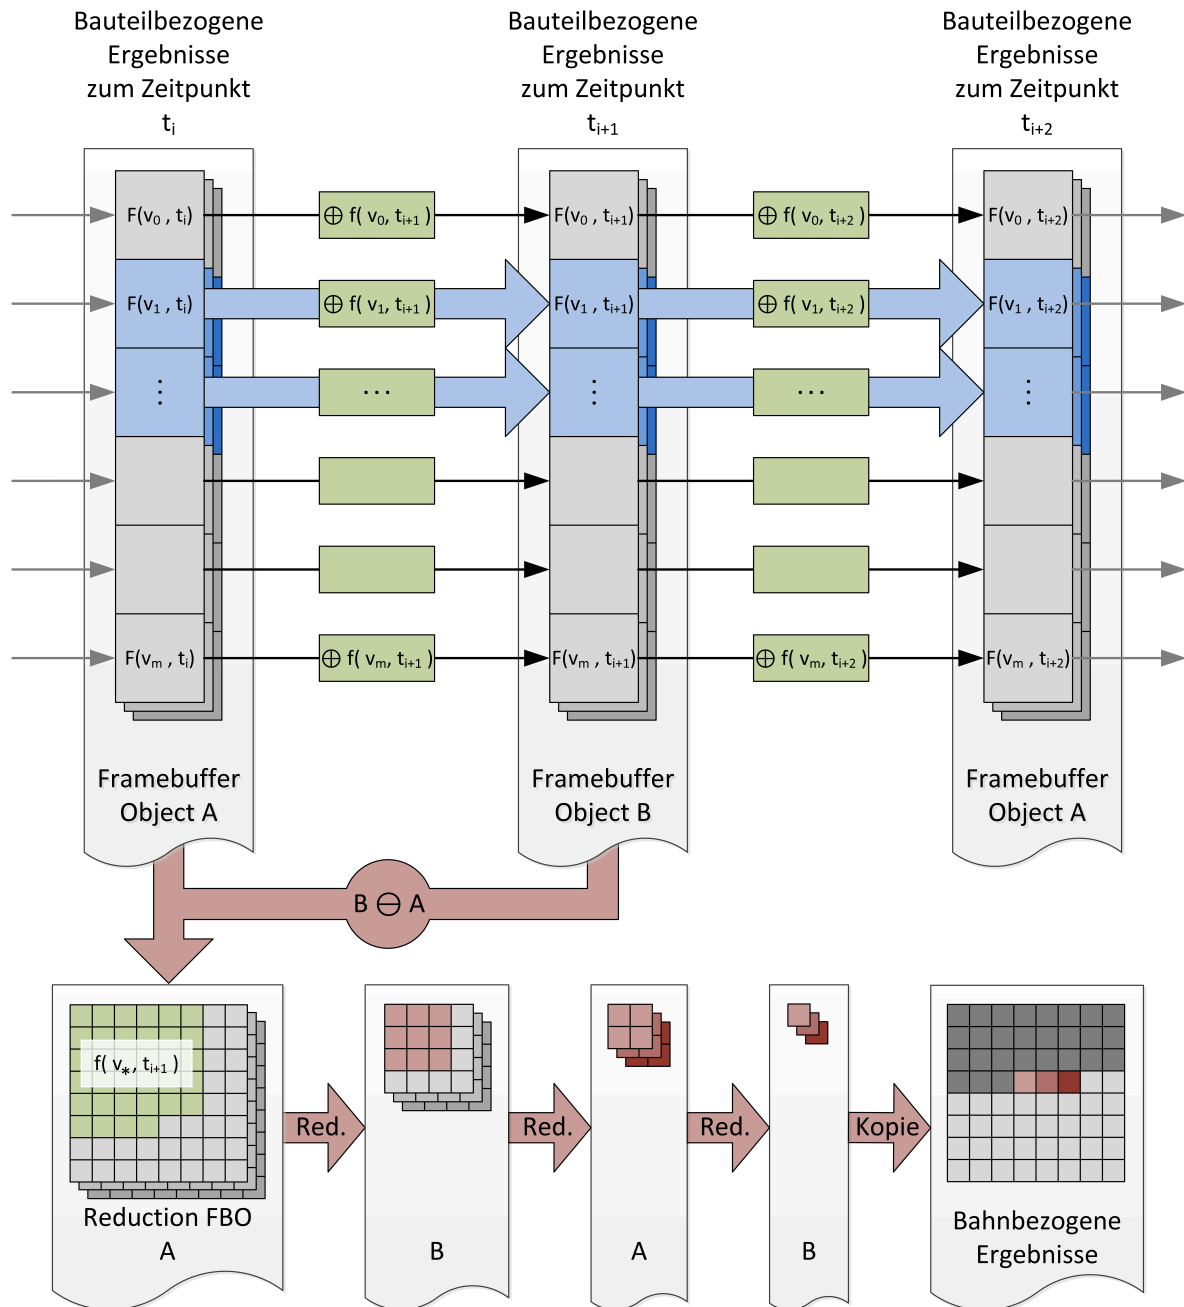 Bauteilbezogene
Ergebnisse
zum Zeitpunkt
tᵢ
Bauteilbezogene
Ergebnisse
zum Zeitpunkt
tᵢ₊₁
Bauteilbezogene
Ergebnisse
zum Zeitpunkt
tᵢ₊₂
F(v₀ , tᵢ)
⊕ f( v₀, tᵢ₊₁ )
F(v₀ , tᵢ₊₁)
⊕ f( v₀, tᵢ₊₂ )
F(v₀ , tᵢ₊₂)
F(v₁ , tᵢ)
⊕ f( v₁, tᵢ₊₁ )
F(v₁ , tᵢ₊₁)
⊕ f( v₁, tᵢ₊₂ )
F(v₁ , tᵢ₊₂)
⋮
...
⋮
...
⋮
F(vₘ , tᵢ)
⊕ f( vₘ, tᵢ₊₁ )
F(vₘ , tᵢ₊₁)
⊕ f( vₘ, tᵢ₊₂ )
F(vₘ , tᵢ₊₂)
Framebuffer
Object A
Framebuffer
Object B
Framebuffer
Object A
B ⊖ A
f( v*, tᵢ₊₁ )
Red.
Red.
Red.
Kopie
Reduction FBO
A
B
A
B
Bahnbezogene
Ergebnisse